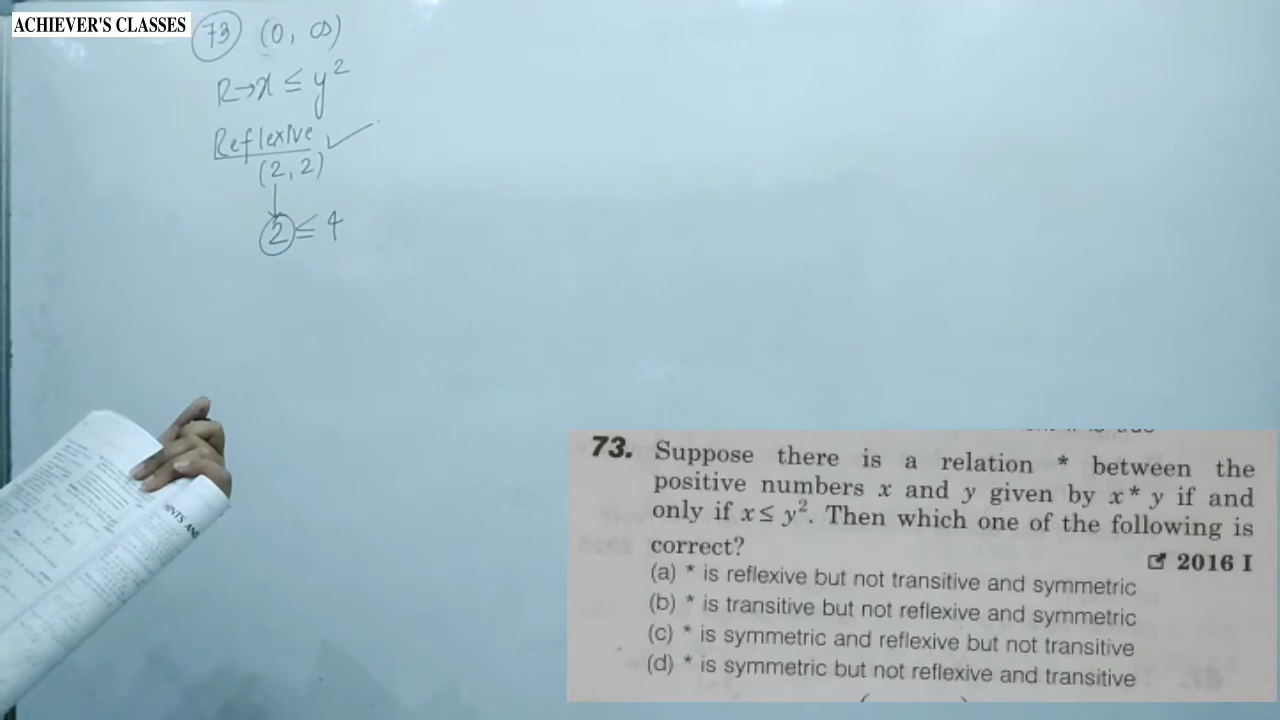 ACHIEVER'S CLASSES
73 (0, ∞)
R→x ≤ y²
Reflexive ✓
(2, 2)
2 ≤ 4
73. Suppose there is a relation * between the
positive numbers x and y given by x * y if and
only if x ≤ y². Then which one of the following is
correct?
2016 I
(a) * is reflexive but not transitive and symmetric
(b) * is transitive but not reflexive and symmetric
(c) * is symmetric and reflexive but not transitive
(d) * is symmetric but not reflexive and transitive